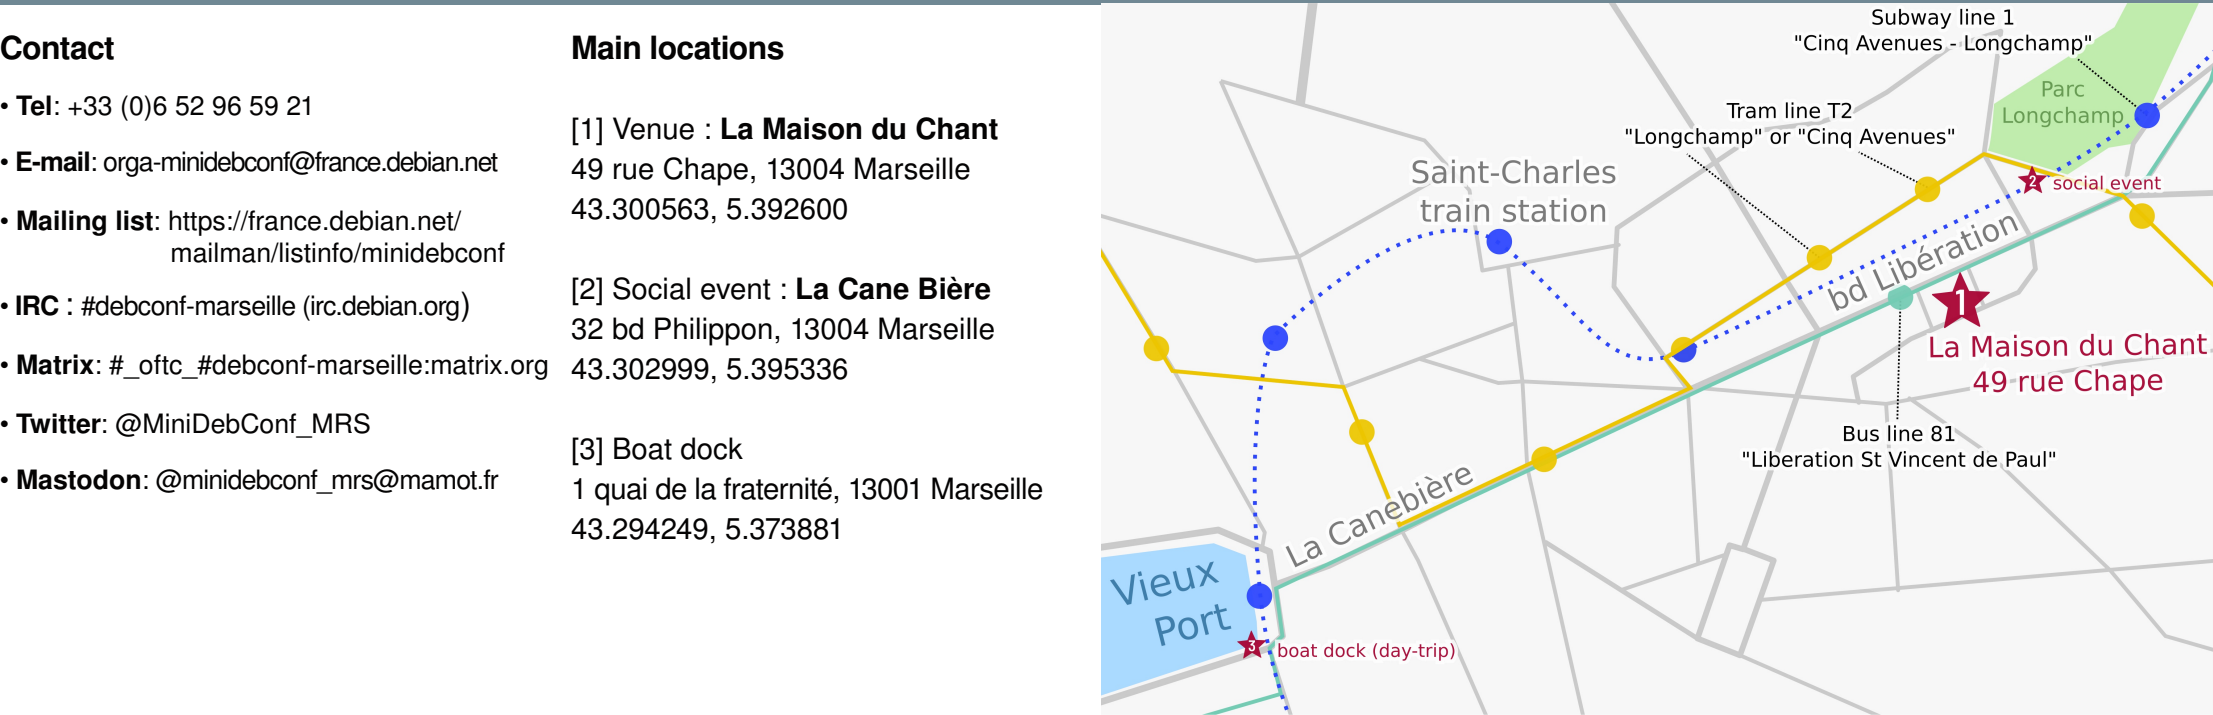 Contact
• Tel: +33 (0)6 52 96 59 21
• E-mail: orga-minidebconf@france.debian.net
• Mailing list: https://france.debian.net/
mailman/listinfo/minidebconf
• IRC : #debconf-marseille (irc.debian.org)
• Matrix: #_oftc_#debconf-marseille:matrix.org
• Twitter: @MiniDebConf_MRS
• Mastodon: @minidebconf_mrs@mamot.fr
Main locations
[1] Venue : La Maison du Chant
49 rue Chape, 13004 Marseille
43.300563, 5.392600
[2] Social event : La Cane Bière
32 bd Philippon, 13004 Marseille
43.302999, 5.395336
[3] Boat dock
1 quai de la fraternité, 13001 Marseille
43.294249, 5.373881
Subway line 1
"Cinq Avenues - Longchamp"
Parc
Longchamp
Tram line T2
"Longchamp" or "Cinq Avenues"
Saint-Charles
train station
2
social event
bd Libération
1
La Maison du Chant
49 rue Chape
Bus line 81
"Liberation St Vincent de Paul"
La Canebière
Vieux
Port
3
boat dock (day-trip)